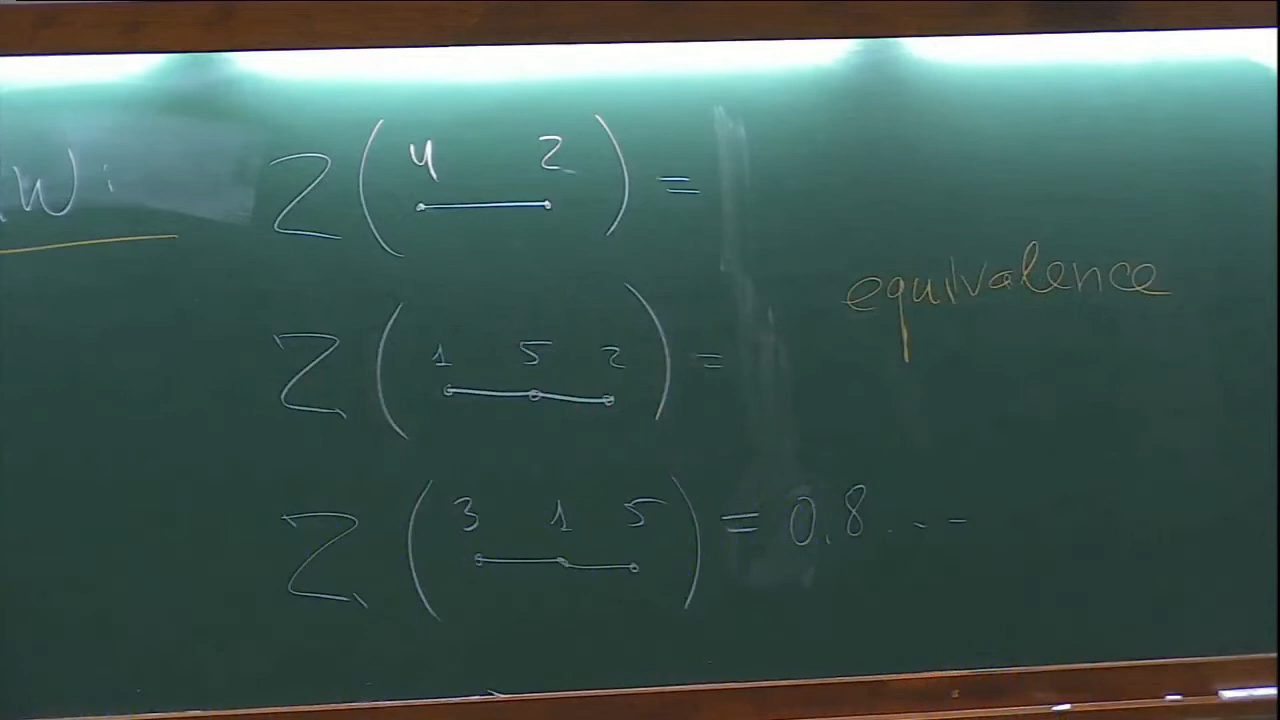 W:
Z ( 4 2 ) =
equivalence
Z ( 1 5 2 ) =
Z ( 3 1 5 ) = 0.8...